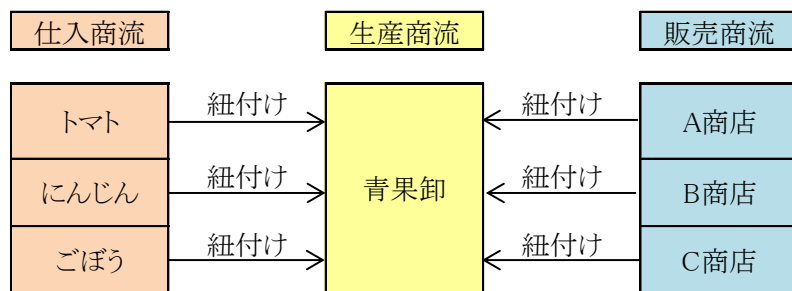 仕入商流
生産商流
販売商流
トマト
紐付け
紐付け
A商店
にんじん
紐付け
青果卸
紐付け
B商店
ごぼう
紐付け
紐付け
C商店